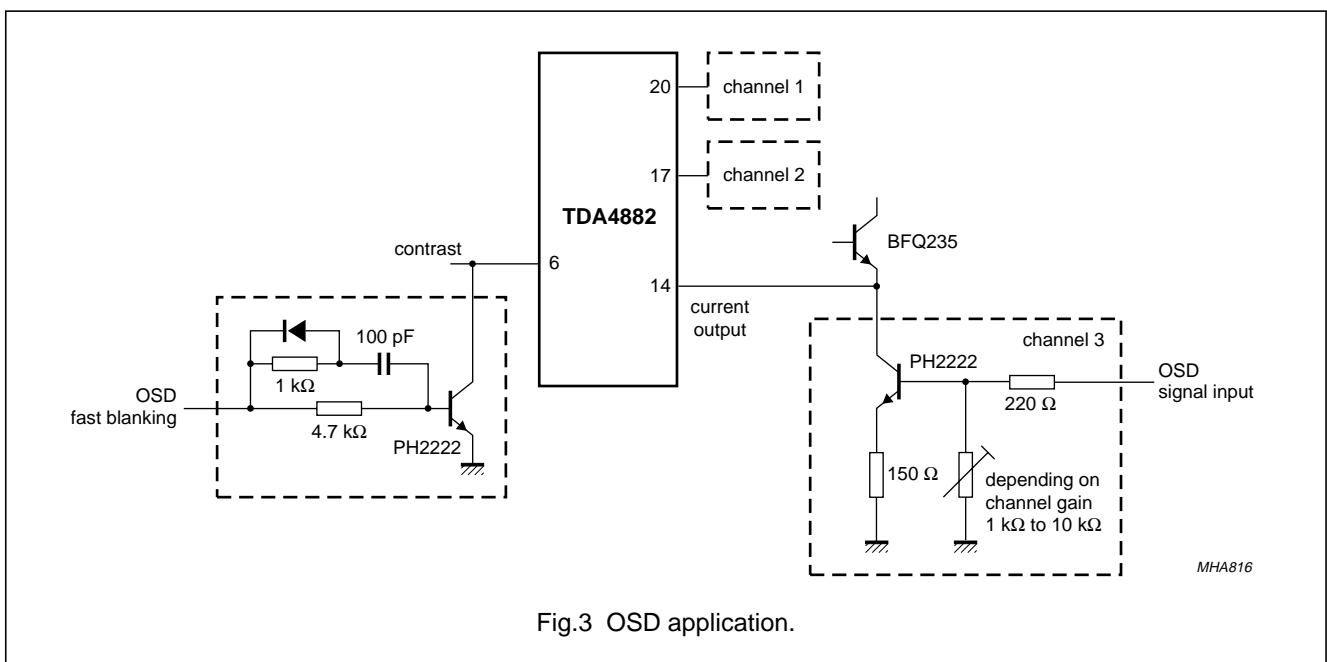 20
channel 1
17
channel 2
TDA4882
BFQ235
contrast
6
14
current
output
channel 3
100 pF
PH2222
1 kΩ
OSD
fast blanking
OSD
signal input
220 Ω
4.7 kΩ
PH2222
150 Ω
depending on
channel gain
1 kΩ to 10 kΩ
MHA816
Fig.3 OSD application.